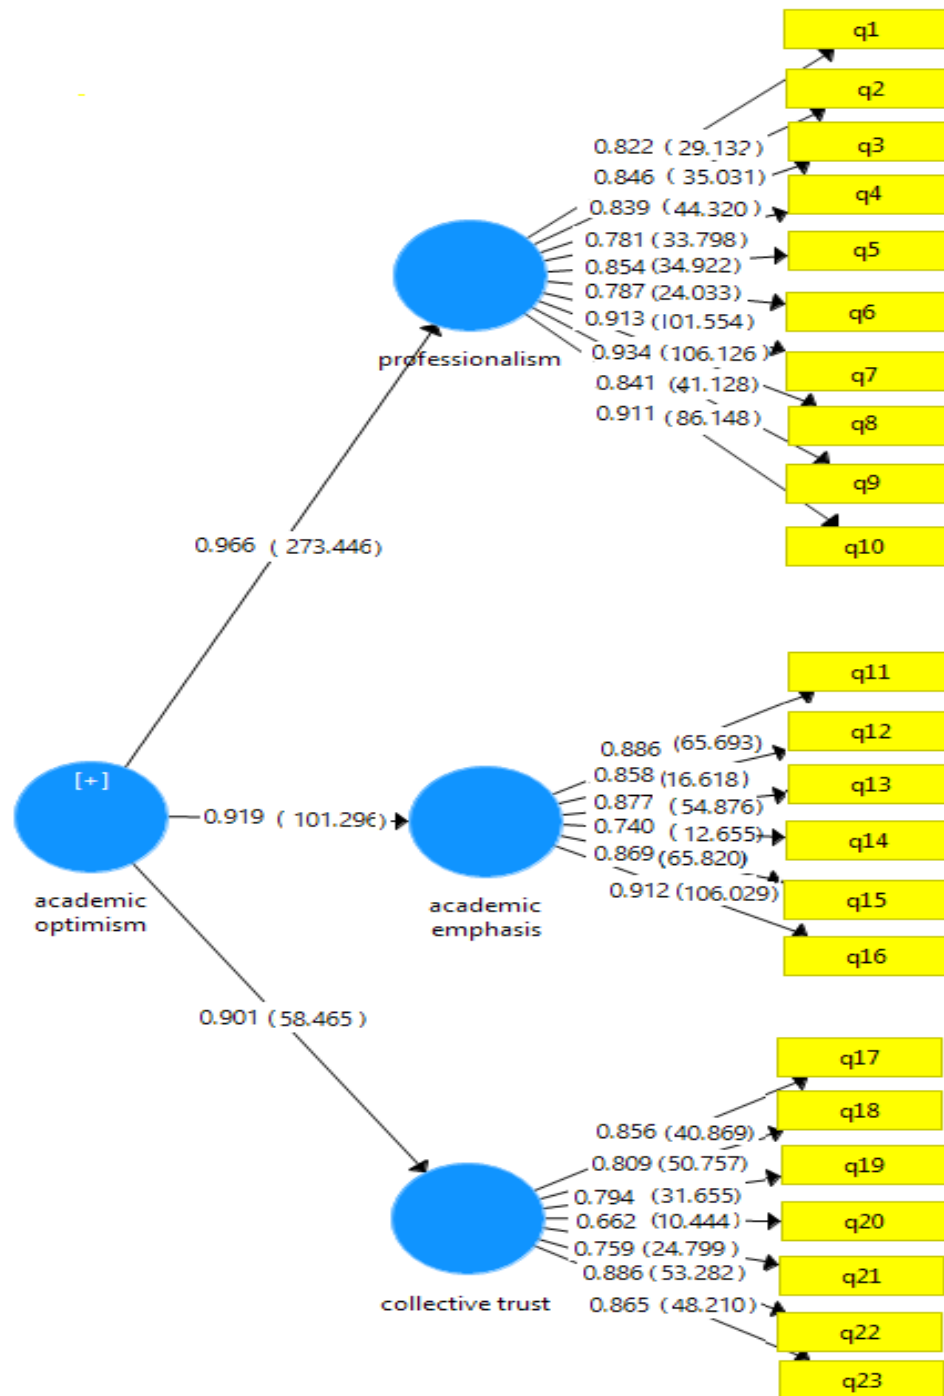 q1
q2
q3
q4
q5
q6
q7
q8
q9
q10
0.822 (29.132)
0.846 (35.031)
0.839 (44.320)
0.781 (33.798)
0.854 (34.922)
0.787 (24.033)
0.913 (101.554)
0.934 (106.126)
0.841 (41.128)
0.911 (86.148)
professionalism
0.966 (273.446)
q11
q12
q13
q14
q15
q16
0.886 (65.693)
0.858 (16.618)
0.877 (54.876)
0.740 (12.655)
0.869 (65.820)
0.912 (106.029)
[+]
0.919 (101.296)
academic
optimism
academic
emphasis
0.901 (58.465)
q17
q18
q19
q20
q21
q22
q23
0.856 (40.869)
0.809 (50.757)
0.794 (31.655)
0.662 (10.444)
0.759 (24.799)
0.886 (53.282)
0.865 (48.210)
collective trust